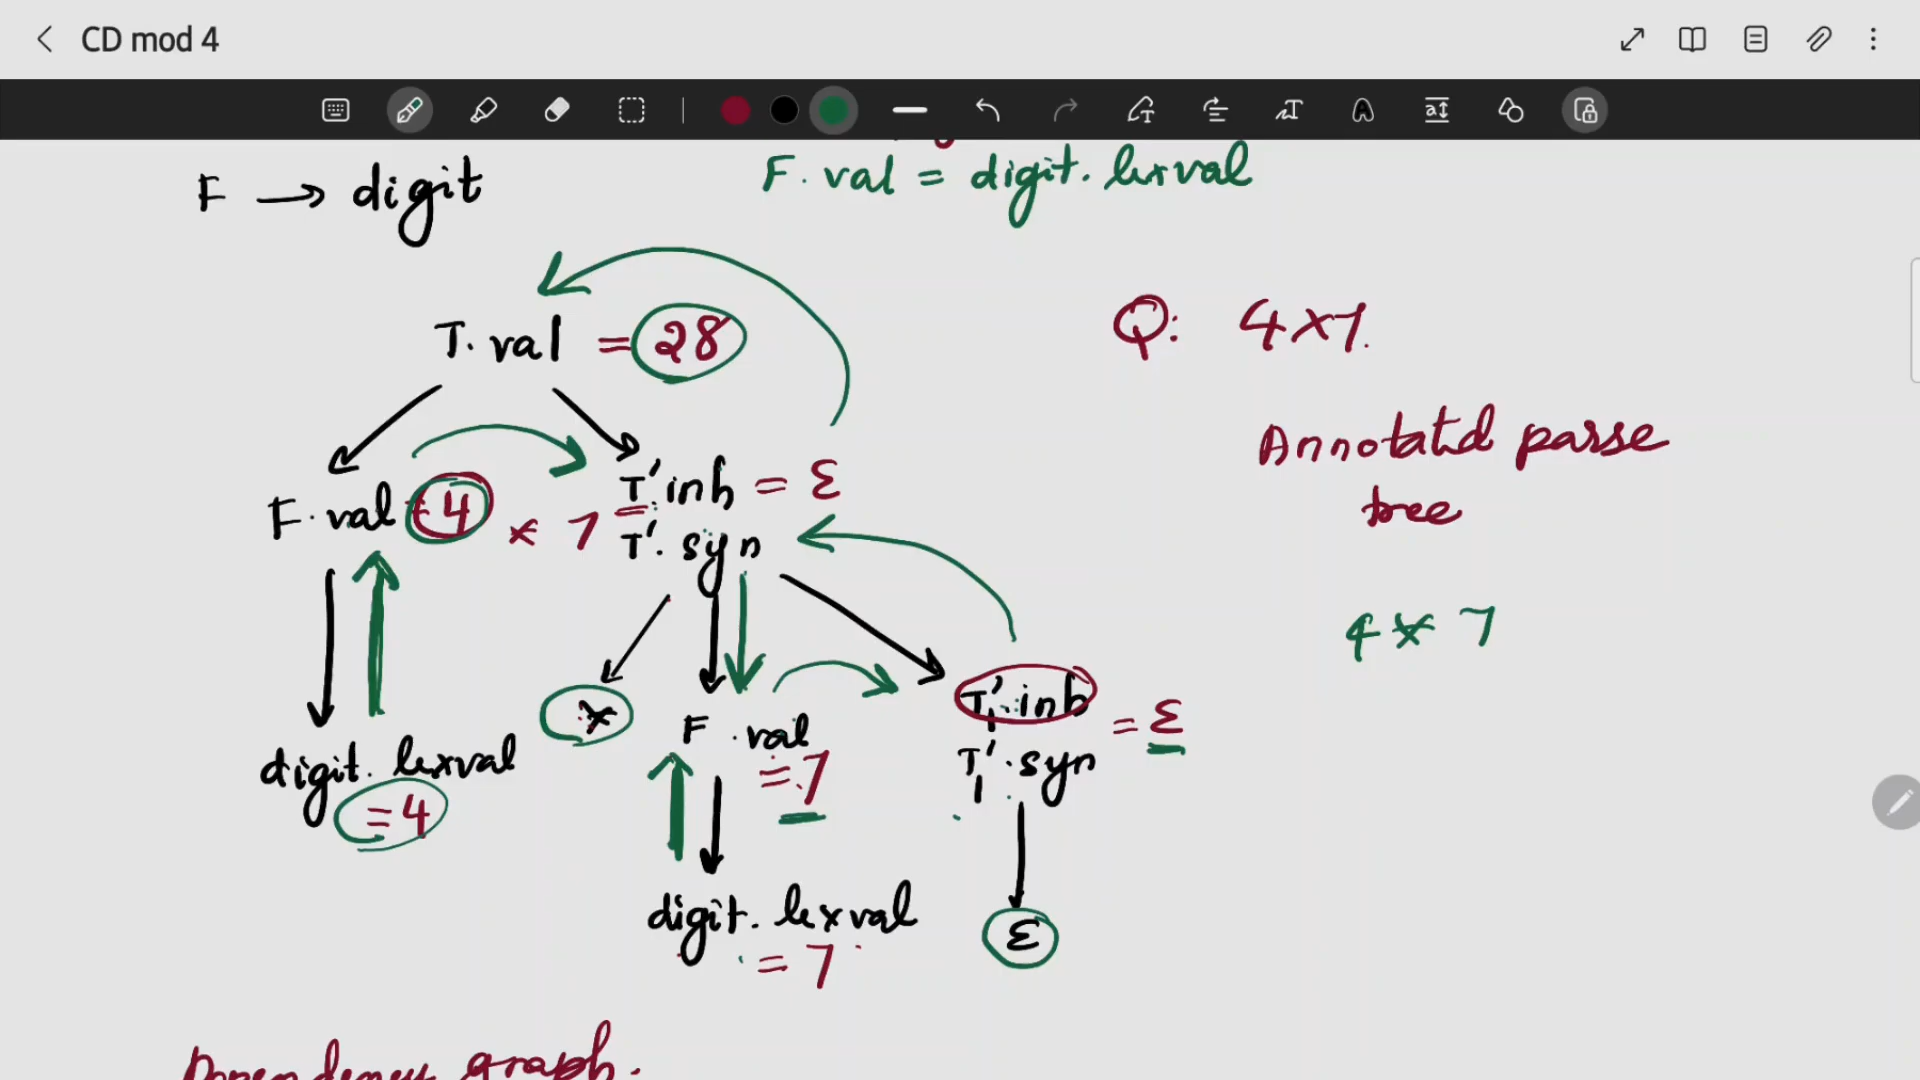 CD mod 4
F → digit
F.val = digit.lexval
T.val = 28
Q: 4 x 7.
Annotatd parse
tree
F.val = 4 * 7
T'.inh = ε
T'.syn
4 * 7
*
F.val
= 7
T₁'.inh
T₁'.syn
= ε
digit.lexval
= 4
digit.lexval
= 7
ε
Dependency graph.